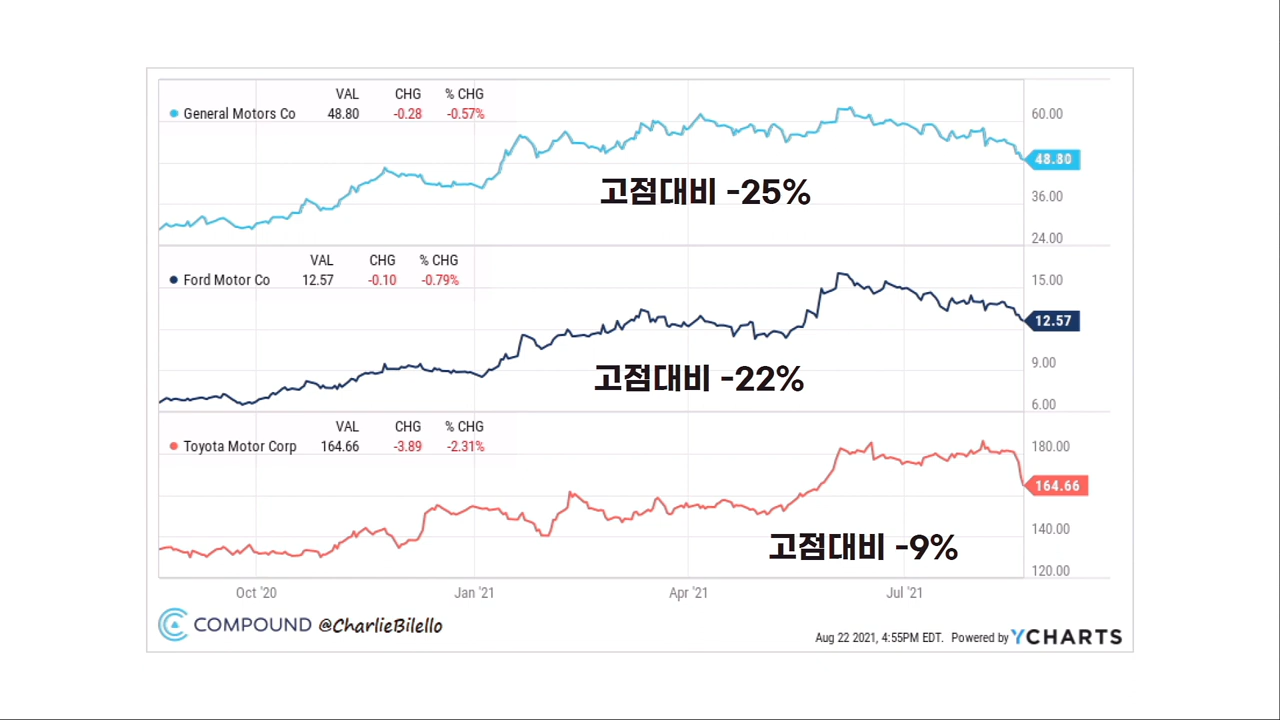 VAL CHG % CHG
General Motors Co 48.80 -0.28 -0.57%
60.00
48.80
고점대비 -25%
36.00
24.00
VAL CHG % CHG
Ford Motor Co 12.57 -0.10 -0.79%
15.00
12.57
고점대비 -22%
9.00
6.00
VAL CHG % CHG
Toyota Motor Corp 164.66 -3.89 -2.31%
180.00
164.66
140.00
고점대비 -9%
120.00
Oct '20 Jan '21 Apr '21 Jul '21
COMPOUND @CharlieBilello
Aug 22 2021, 4:55PM EDT. Powered by YCHARTS